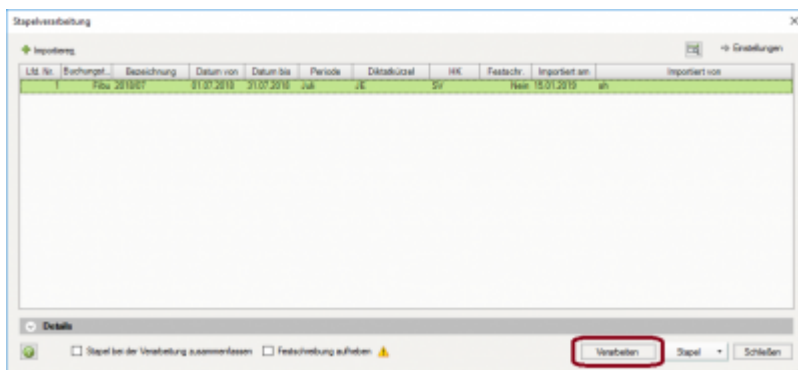 Stapelverarbeitung
Importieren
Einstellungen
Lfd. Nr. Buchungst... Bezeichnung Datum von Datum bis Periode Diktatkürzel HK Festschr. Importiert am Importiert von
1 Fibu 2018/07 01.07.2018 31.07.2018 Juli JE SV Nein 15.01.2019
Details
Stapel bei der Verarbeitung zusammenfassen Festschreibung aufheben Verarbeiten Stapel Schließen